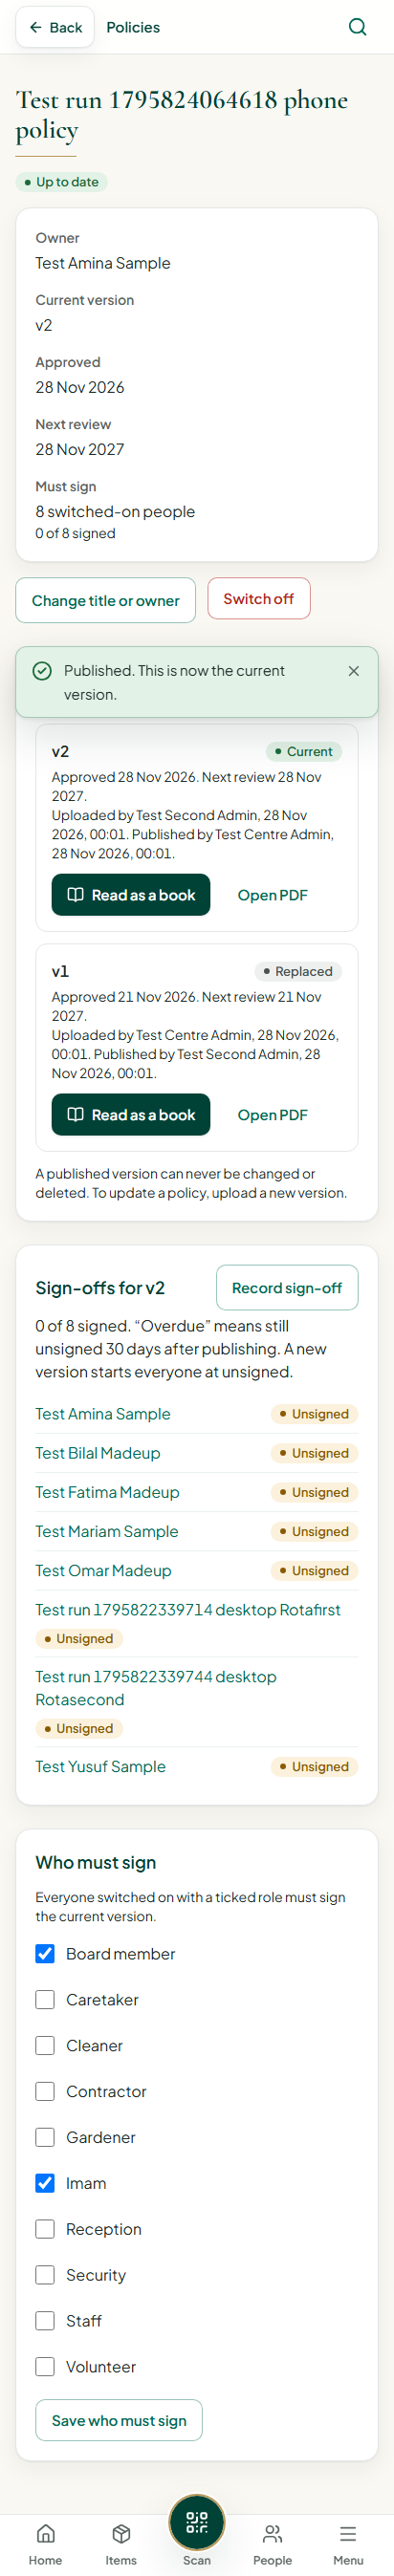 Back
Policies
Test run 1795824064618 phone
policy
Up to date
Owner
Test Amina Sample
Current version
v2
Approved
28 Nov 2026
Next review
28 Nov 2027
Must sign
8 switched-on people
0 of 8 signed
Change title or owner
Switch off
Published. This is now the current
version.
v2
Current
Approved 28 Nov 2026. Next review 28 Nov
2027.
Uploaded by Test Second Admin, 28 Nov
2026, 00:01. Published by Test Centre Admin,
28 Nov 2026, 00:01.
Read as a book
Open PDF
v1
Replaced
Approved 21 Nov 2026. Next review 21 Nov
2027.
Uploaded by Test Centre Admin, 28 Nov 2026,
00:01. Published by Test Second Admin, 28
Nov 2026, 00:01.
Read as a book
Open PDF
A published version can never be changed or
deleted. To update a policy, upload a new version.
Sign-offs for v2
Record sign-off
0 of 8 signed. “Overdue” means still
unsigned 30 days after publishing. A new
version starts everyone at unsigned.
Test Amina Sample
Unsigned
Test Bilal Madeup
Unsigned
Test Fatima Madeup
Unsigned
Test Mariam Sample
Unsigned
Test Omar Madeup
Unsigned
Test run 1795822339714 desktop Rotafirst
Unsigned
Test run 1795822339744 desktop
Rotasecond
Unsigned
Test Yusuf Sample
Unsigned
Who must sign
Everyone switched on with a ticked role must sign
the current version.
Board member
Caretaker
Cleaner
Contractor
Gardener
Imam
Reception
Security
Staff
Volunteer
Save who must sign
Home
Items
Scan
People
Menu